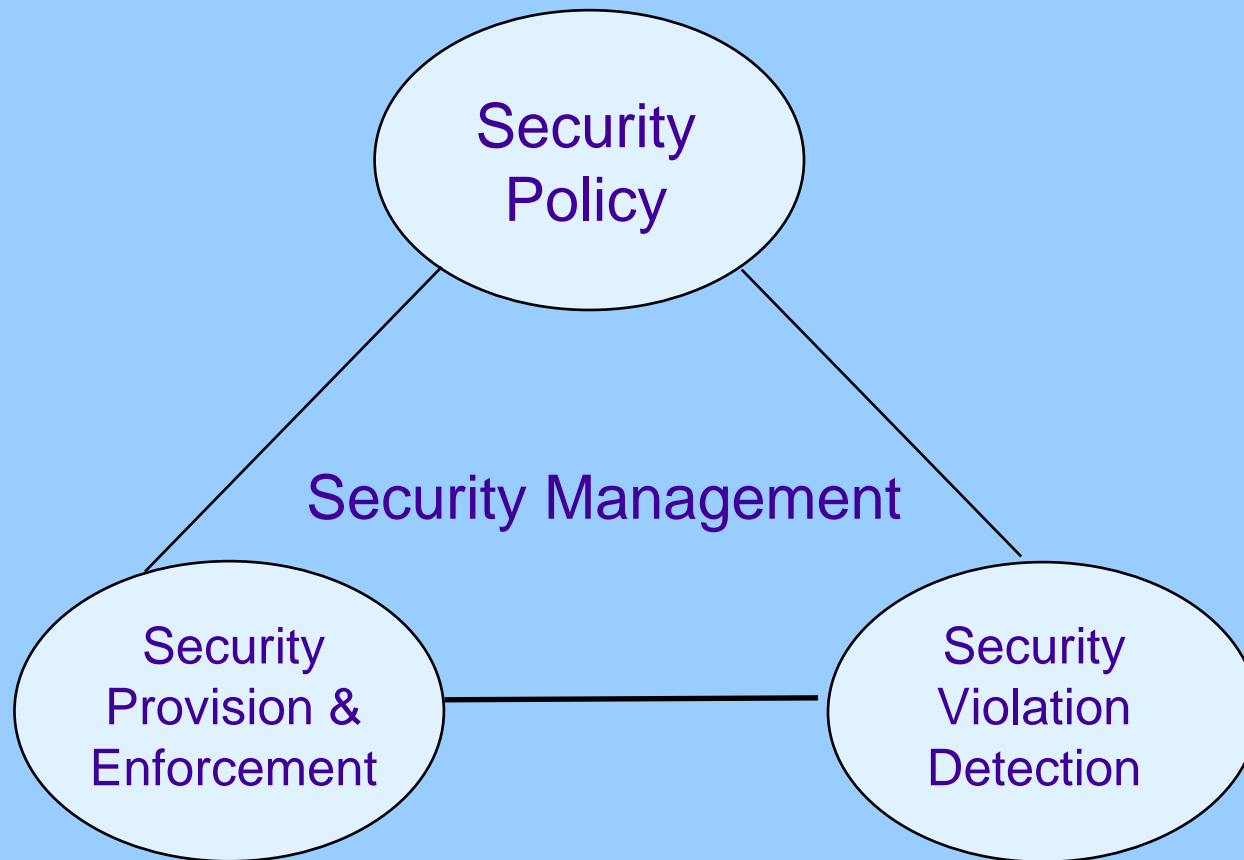 Security
Policy
Security Management
Security
Provision &
Enforcement
Security
Violation
Detection